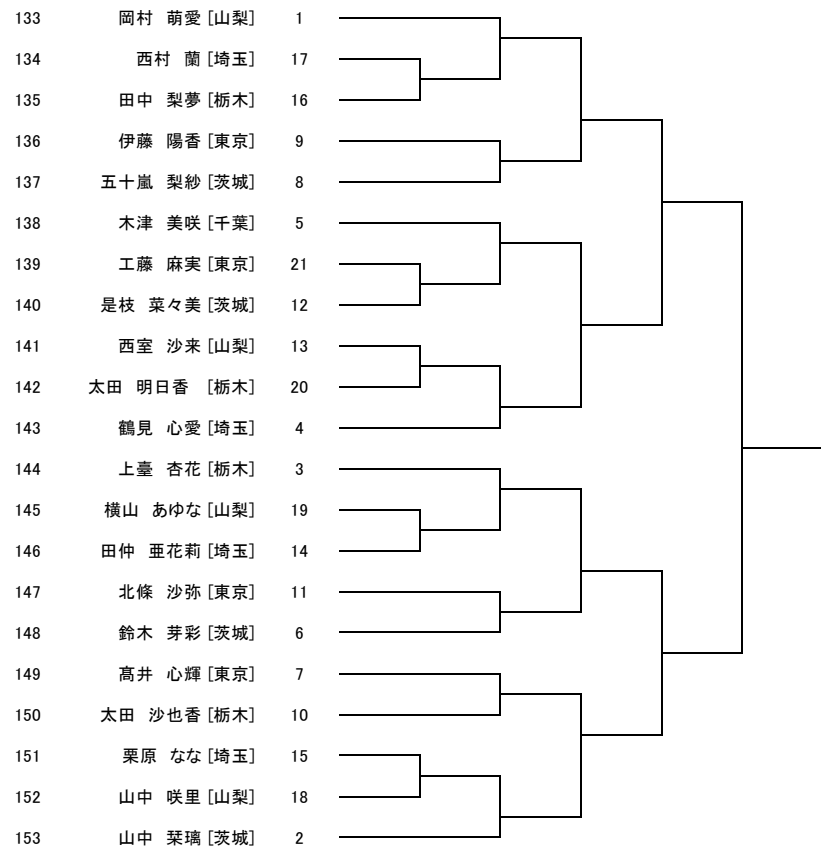 133 岡村 萌愛 [山梨] 1
134 西村 蘭 [埼玉] 17
135 田中 梨夢 [栃木] 16
136 伊藤 陽香 [東京] 9
137 五十嵐 梨紗 [茨城] 8
138 木津 美咲 [千葉] 5
139 工藤 麻実 [東京] 21
140 是枝 菜々美 [茨城] 12
141 西室 沙来 [山梨] 13
142 太田 明日香 [栃木] 20
143 鶴見 心愛 [埼玉] 4
144 上臺 杏花 [栃木] 3
145 横山 あゆな [山梨] 19
146 田仲 亜花莉 [埼玉] 14
147 北條 沙弥 [東京] 11
148 鈴木 芽彩 [茨城] 6
149 髙井 心輝 [東京] 7
150 太田 沙也香 [栃木] 10
151 栗原 なな [埼玉] 15
152 山中 咲里 [山梨] 18
153 山中 栞璃 [茨城] 2